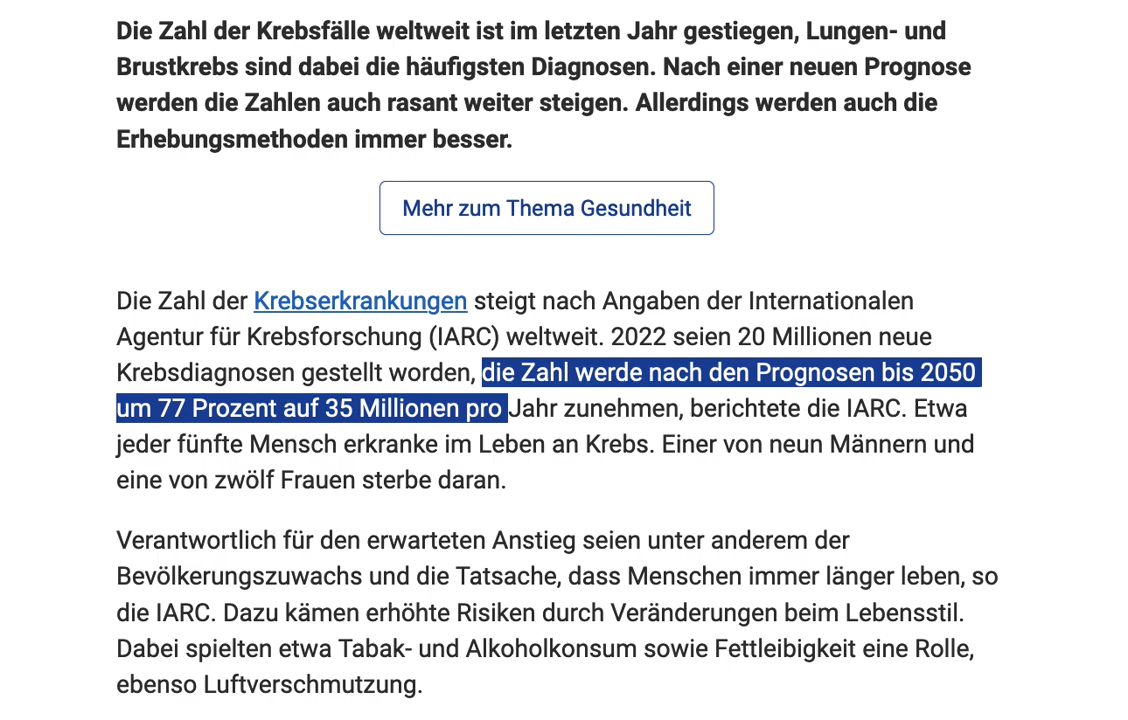 Die Zahl der Krebsfälle weltweit ist im letzten Jahr gestiegen, Lungen- und
Brustkrebs sind dabei die häufigsten Diagnosen. Nach einer neuen Prognose
werden die Zahlen auch rasant weiter steigen. Allerdings werden auch die
Erhebungsmethoden immer besser.
Mehr zum Thema Gesundheit
Die Zahl der Krebserkrankungen steigt nach Angaben der Internationalen
Agentur für Krebsforschung (IARC) weltweit. 2022 seien 20 Millionen neue
Krebsdiagnosen gestellt worden, die Zahl werde nach den Prognosen bis 2050
um 77 Prozent auf 35 Millionen pro Jahr zunehmen, berichtete die IARC. Etwa
jeder fünfte Mensch erkranke im Leben an Krebs. Einer von neun Männern und
eine von zwölf Frauen sterbe daran.
Verantwortlich für den erwarteten Anstieg seien unter anderem der
Bevölkerungszuwachs und die Tatsache, dass Menschen immer länger leben, so
die IARC. Dazu kämen erhöhte Risiken durch Veränderungen beim Lebensstil.
Dabei spielten etwa Tabak- und Alkoholkonsum sowie Fettleibigkeit eine Rolle,
ebenso Luftverschmutzung.